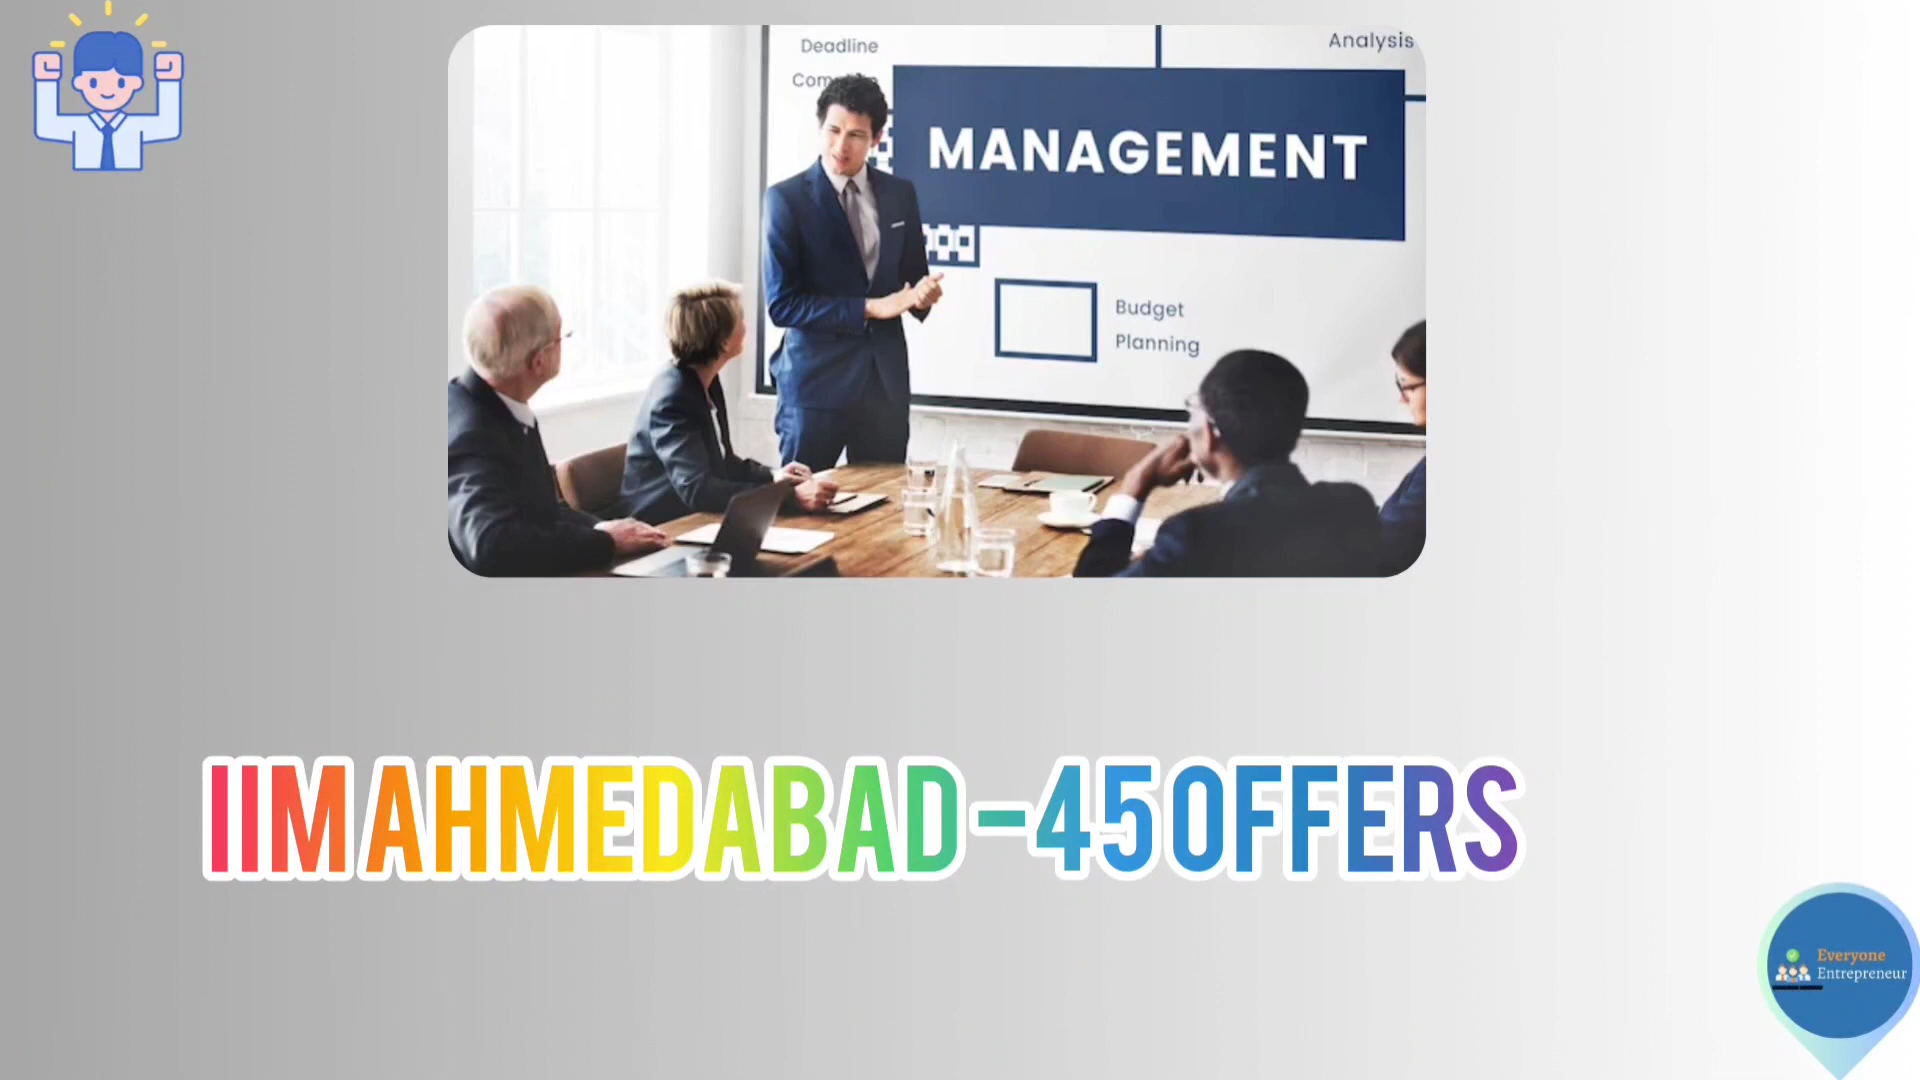 Deadline
Analysis
MANAGEMENT
Budget
Planning
IIM AHMEDABAD - 45 OFFERS
Everyone
Entrepreneur